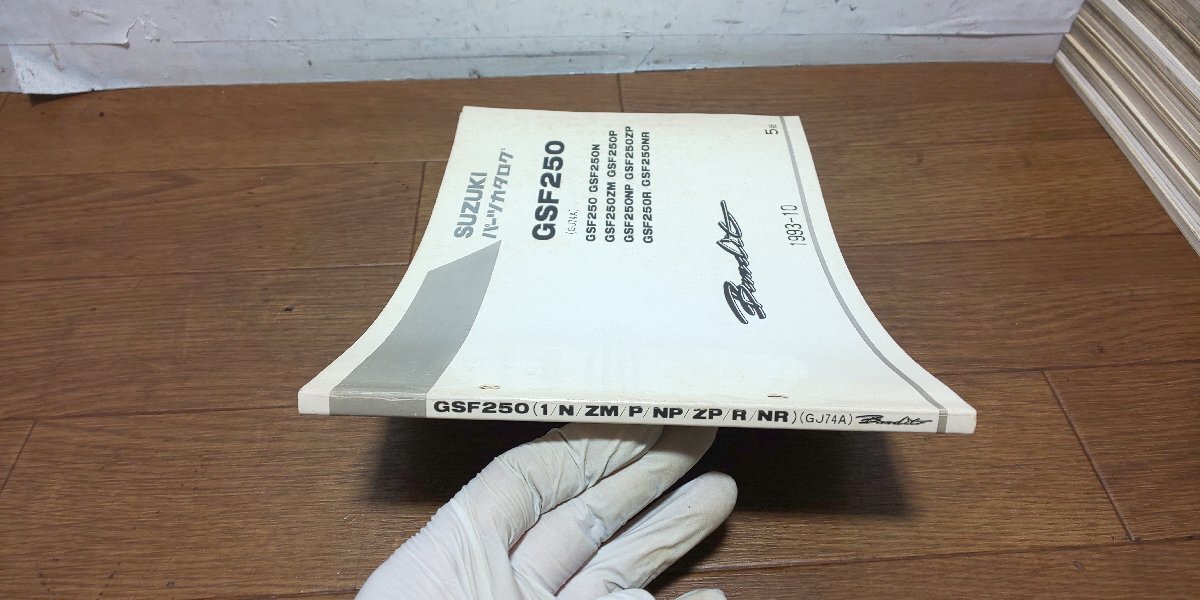 SUZUKI
パーツカタログ
GSF250
(GJ74A)
GSF250 GSF250N
GSF250ZM GSF250P
GSF250NP GSF250ZP
GSF250R GSF250NR
Bandit
1993-10
5版
GSF250(1/N/ZM/P/NP/ZP/R/NR)(GJ74A) Bandit